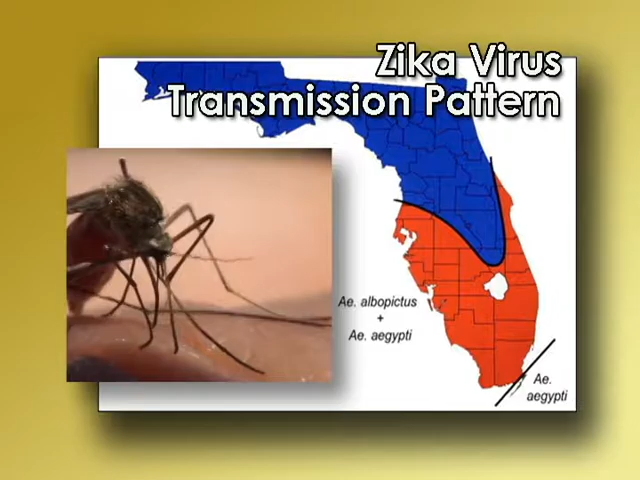 Zika Virus
Transmission Pattern
Ae. albopictus
+
Ae. aegypti
Ae.
aegypti